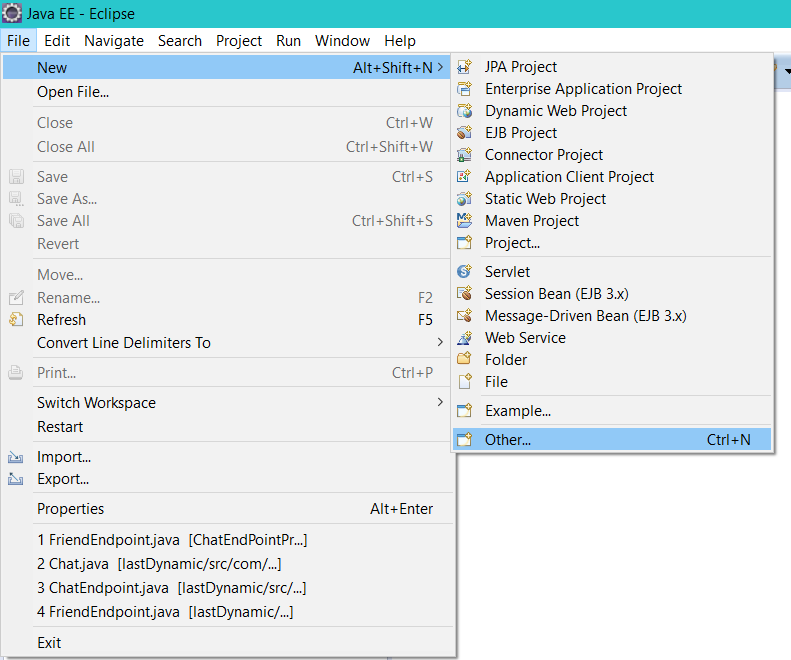 Java EE - Eclipse
File Edit Navigate Search Project Run Window Help
New Alt+Shift+N
Open File...
Close Ctrl+W
Close All Ctrl+Shift+W
Save Ctrl+S
Save As...
Save All Ctrl+Shift+S
Revert
Move...
Rename... F2
Refresh F5
Convert Line Delimiters To
Print... Ctrl+P
Switch Workspace
Restart
Import...
Export...
Properties Alt+Enter
1 FriendEndpoint.java [ChatEndPointPr...]
2 Chat.java [lastDynamic/src/com/...]
3 ChatEndpoint.java [lastDynamic/src/...]
4 FriendEndpoint.java [lastDynamic/...]
Exit
JPA Project
Enterprise Application Project
Dynamic Web Project
EJB Project
Connector Project
Application Client Project
Static Web Project
Maven Project
Project...
Servlet
Session Bean (EJB 3.x)
Message-Driven Bean (EJB 3.x)
Web Service
Folder
File
Example...
Other... Ctrl+N